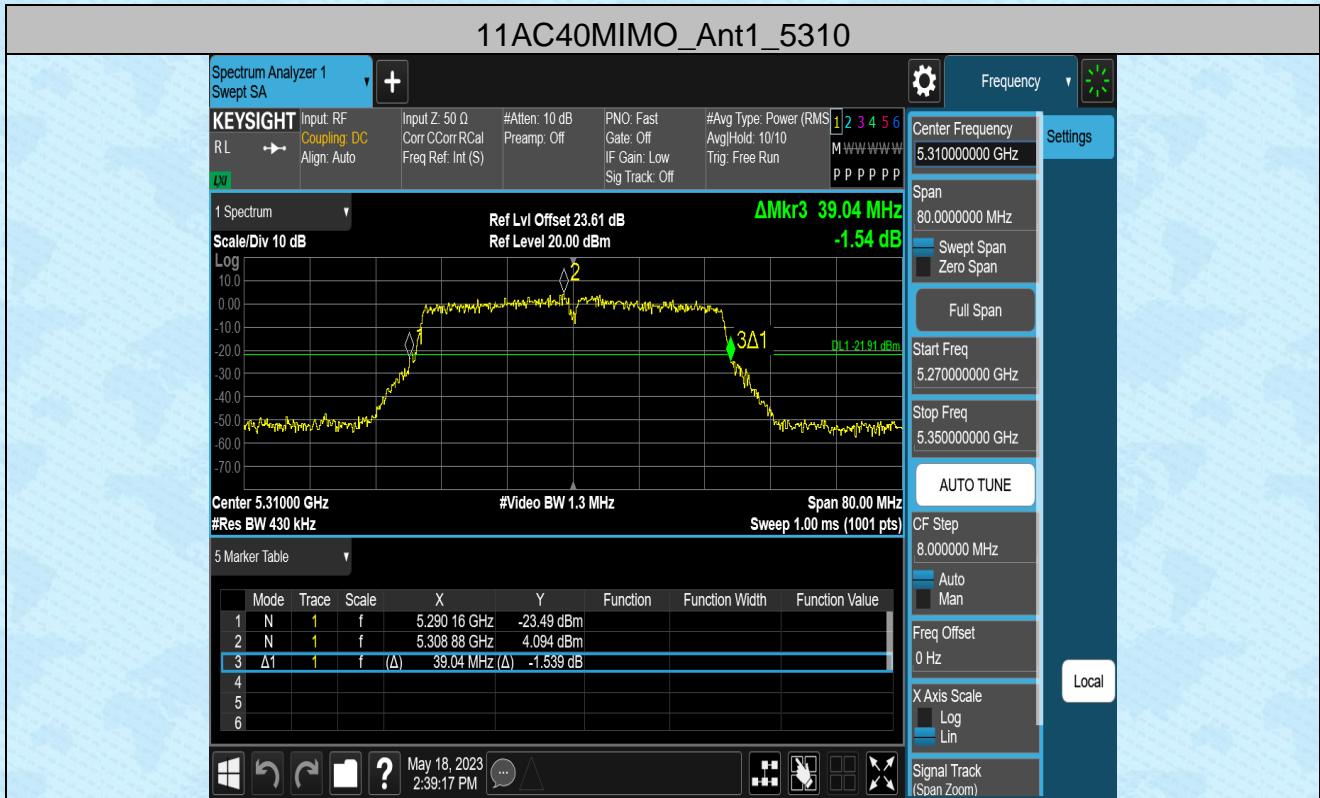 11AC40MIMO_Ant1_5310
Spectrum Analyzer 1
Swept SA
+
Frequency
KEYSIGHT
RL
LXI
Input: RF
Coupling: DC
Align: Auto
Input Z: 50 Ω
Corr CCorr RCal
Freq Ref: Int (S)
#Atten: 10 dB
Preamp: Off
PNO: Fast
Gate: Off
IF Gain: Low
Sig Track: Off
#Avg Type: Power (RMS
Avg|Hold: 10/10
Trig: Free Run
1 2 3 4 5 6
M W W W W W
P P P P P P
1 Spectrum
Scale/Div 10 dB
Ref Lvl Offset 23.61 dB
Ref Level 20.00 dBm
ΔMkr3 39.04 MHz
-1.54 dB
Log
10.0
0.00
-10.0
-20.0
-30.0
-40.0
-50.0
-60.0
-70.0
2
1
3Δ1
DL1 -21.91 dBm
Center 5.31000 GHz
#Video BW 1.3 MHz
Span 80.00 MHz
#Res BW 430 kHz
Sweep 1.00 ms (1001 pts)
5 Marker Table
Mode Trace Scale X Y Function Function Width Function Value
1 N 1 f 5.290 16 GHz -23.49 dBm
2 N 1 f 5.308 88 GHz 4.094 dBm
3 Δ1 1 f (Δ) 39.04 MHz (Δ) -1.539 dB
4
5
6
May 18, 2023
2:39:17 PM
?
Center Frequency
5.310000000 GHz
Settings
Span
80.0000000 MHz
Swept Span
Zero Span
Full Span
Start Freq
5.270000000 GHz
Stop Freq
5.350000000 GHz
AUTO TUNE
CF Step
8.000000 MHz
Auto
Man
Freq Offset
0 Hz
X Axis Scale
Log
Lin
Local
Signal Track
(Span Zoom)